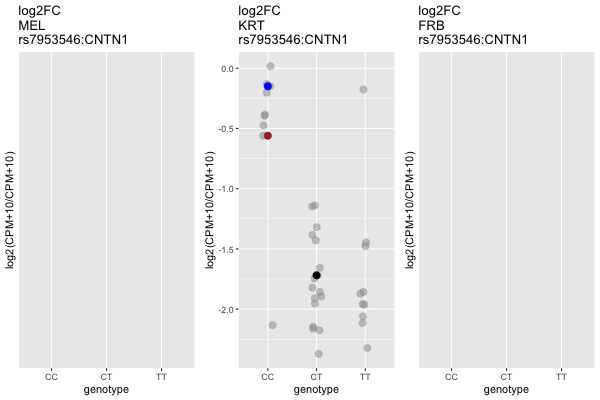 log2FC
MEL
rs7953546:CNTN1
log2(CPM+10/CPM+10)
CC CT TT
genotype
log2FC
KRT
rs7953546:CNTN1
log2(CPM+10/CPM+10)
0.0
-0.5
-1.0
-1.5
-2.0
CC CT TT
genotype
log2FC
FRB
rs7953546:CNTN1
log2(CPM+10/CPM+10)
CC CT TT
genotype